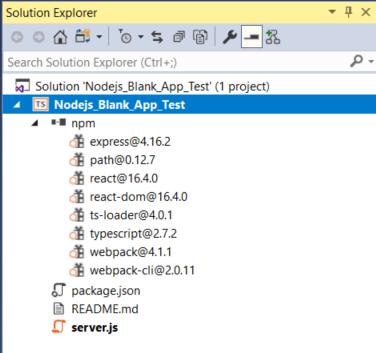 Solution Explorer
Search Solution Explorer (Ctrl+;)
Solution 'Nodejs_Blank_App_Test' (1 project)
TS Nodejs_Blank_App_Test
npm
express@4.16.2
path@0.12.7
react@16.4.0
react-dom@16.4.0
ts-loader@4.0.1
typescript@2.7.2
webpack@4.1.1
webpack-cli@2.0.11
package.json
README.md
server.js